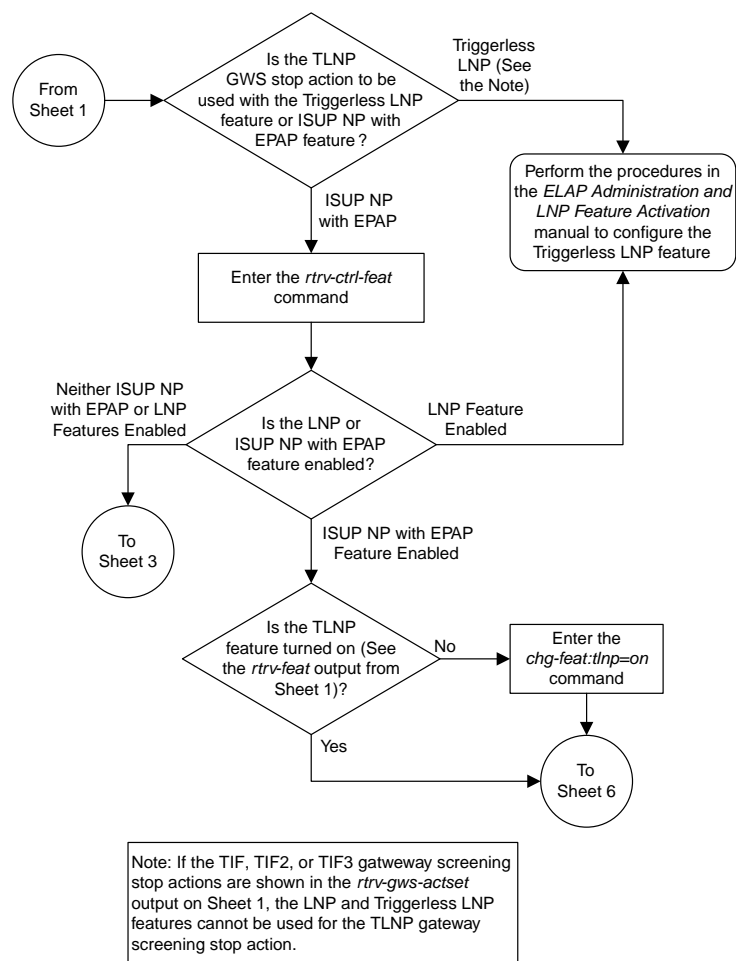 From
Sheet 1
Is the TLNP
GWS stop action to be
used with the Triggerless LNP
feature or ISUP NP with
EPAP feature ?
Triggerless
LNP (See
the Note)
Perform the procedures in
the ELAP Administration and
LNP Feature Activation
manual to configure the
Triggerless LNP feature
ISUP NP
with EPAP
Enter the rtrv-ctrl-feat
command
Neither ISUP NP
with EPAP or LNP
Features Enabled
Is the LNP or
ISUP NP with EPAP
feature enabled?
LNP Feature
Enabled
To
Sheet 3
ISUP NP with EPAP
Feature Enabled
Is the TLNP
feature turned on (See
the rtrv-feat output from
Sheet 1)?
No
Enter the
chg-feat:tlnp=on
command
Yes
To
Sheet 6
Note: If the TIF, TIF2, or TIF3 gatweway screening
stop actions are shown in the rtrv-gws-actset
output on Sheet 1, the LNP and Triggerless LNP
features cannot be used for the TLNP gateway
screening stop action.